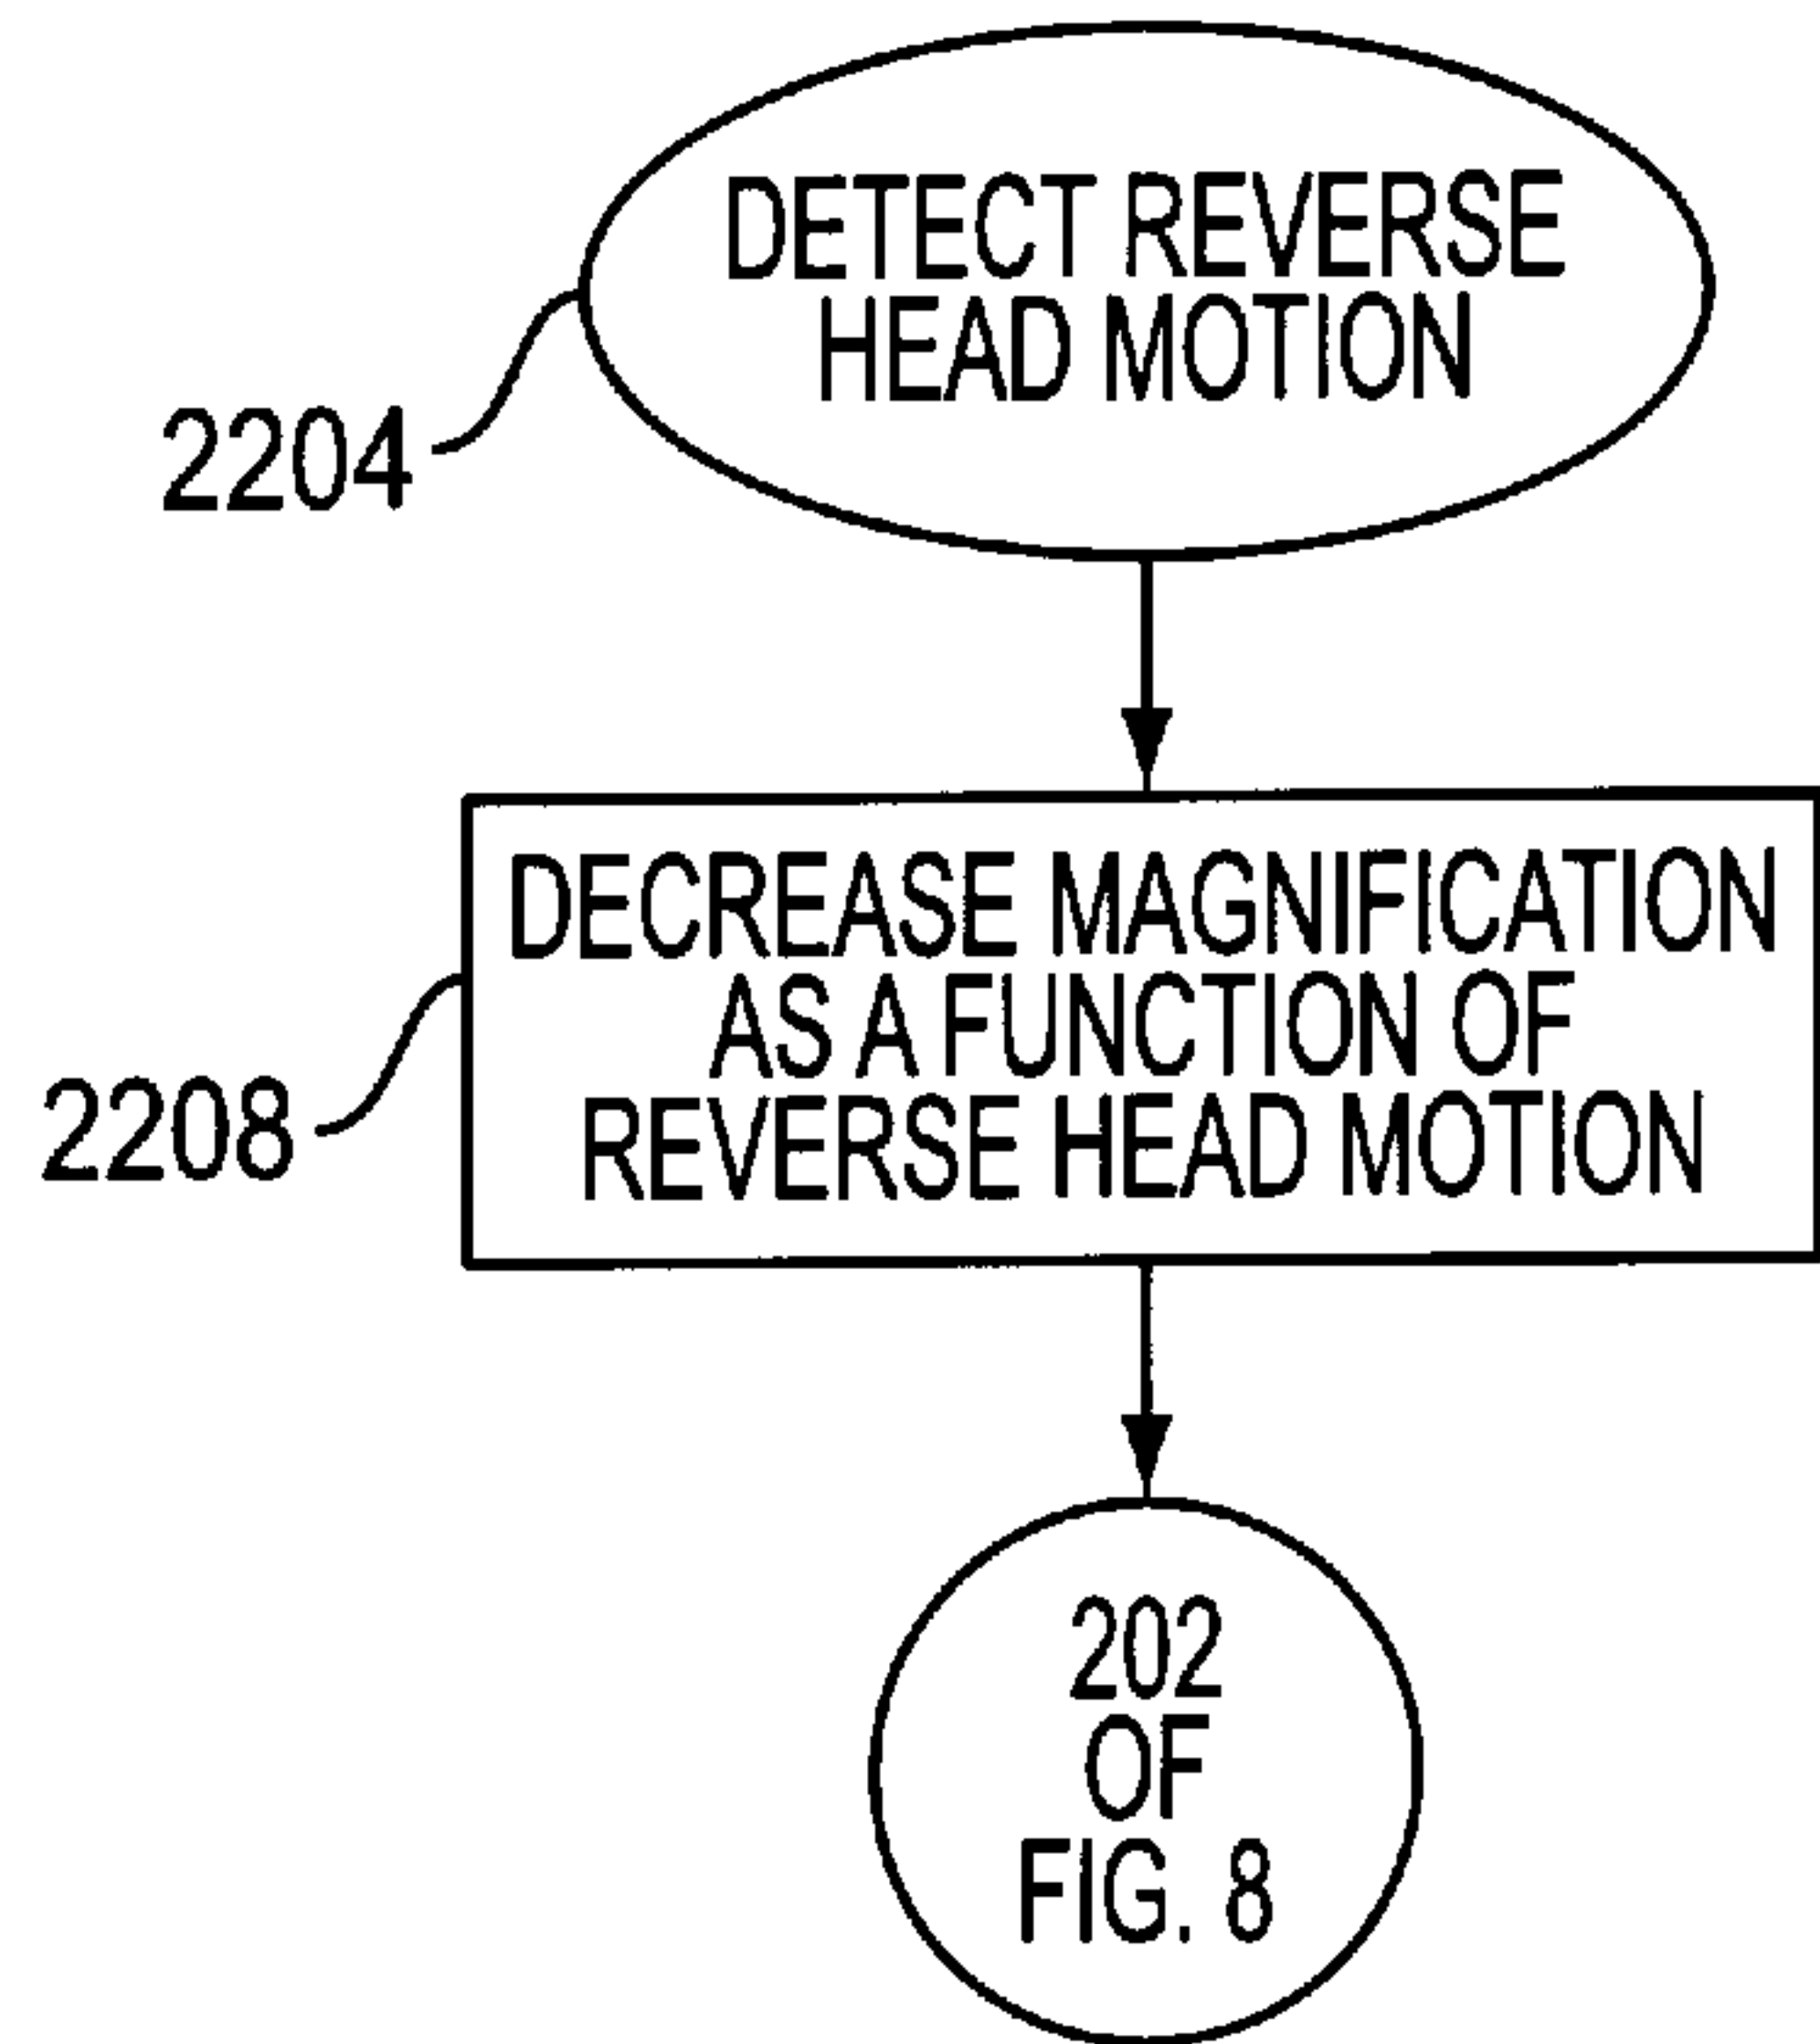 DETECT REVERSE
HEAD MOTION
2204
DECREASE MAGNIFICATION
AS A FUNCTION OF
REVERSE HEAD MOTION
2208
202
OF
FIG. 8